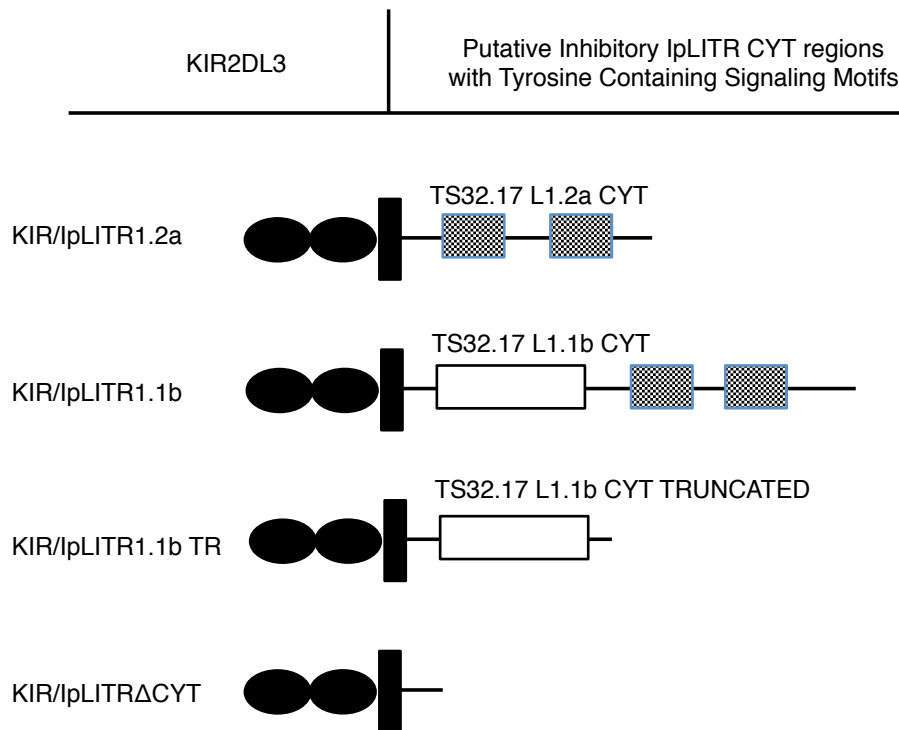 KIR2DL3
Putative Inhibitory IpLITR CYT regions
with Tyrosine Containing Signaling Motifs
TS32.17 L1.2a CYT
KIR/IpLITR1.2a
TS32.17 L1.1b CYT
KIR/IpLITR1.1b
TS32.17 L1.1b CYT TRUNCATED
KIR/IpLITR1.1b TR
KIR/IpLITRΔCYT